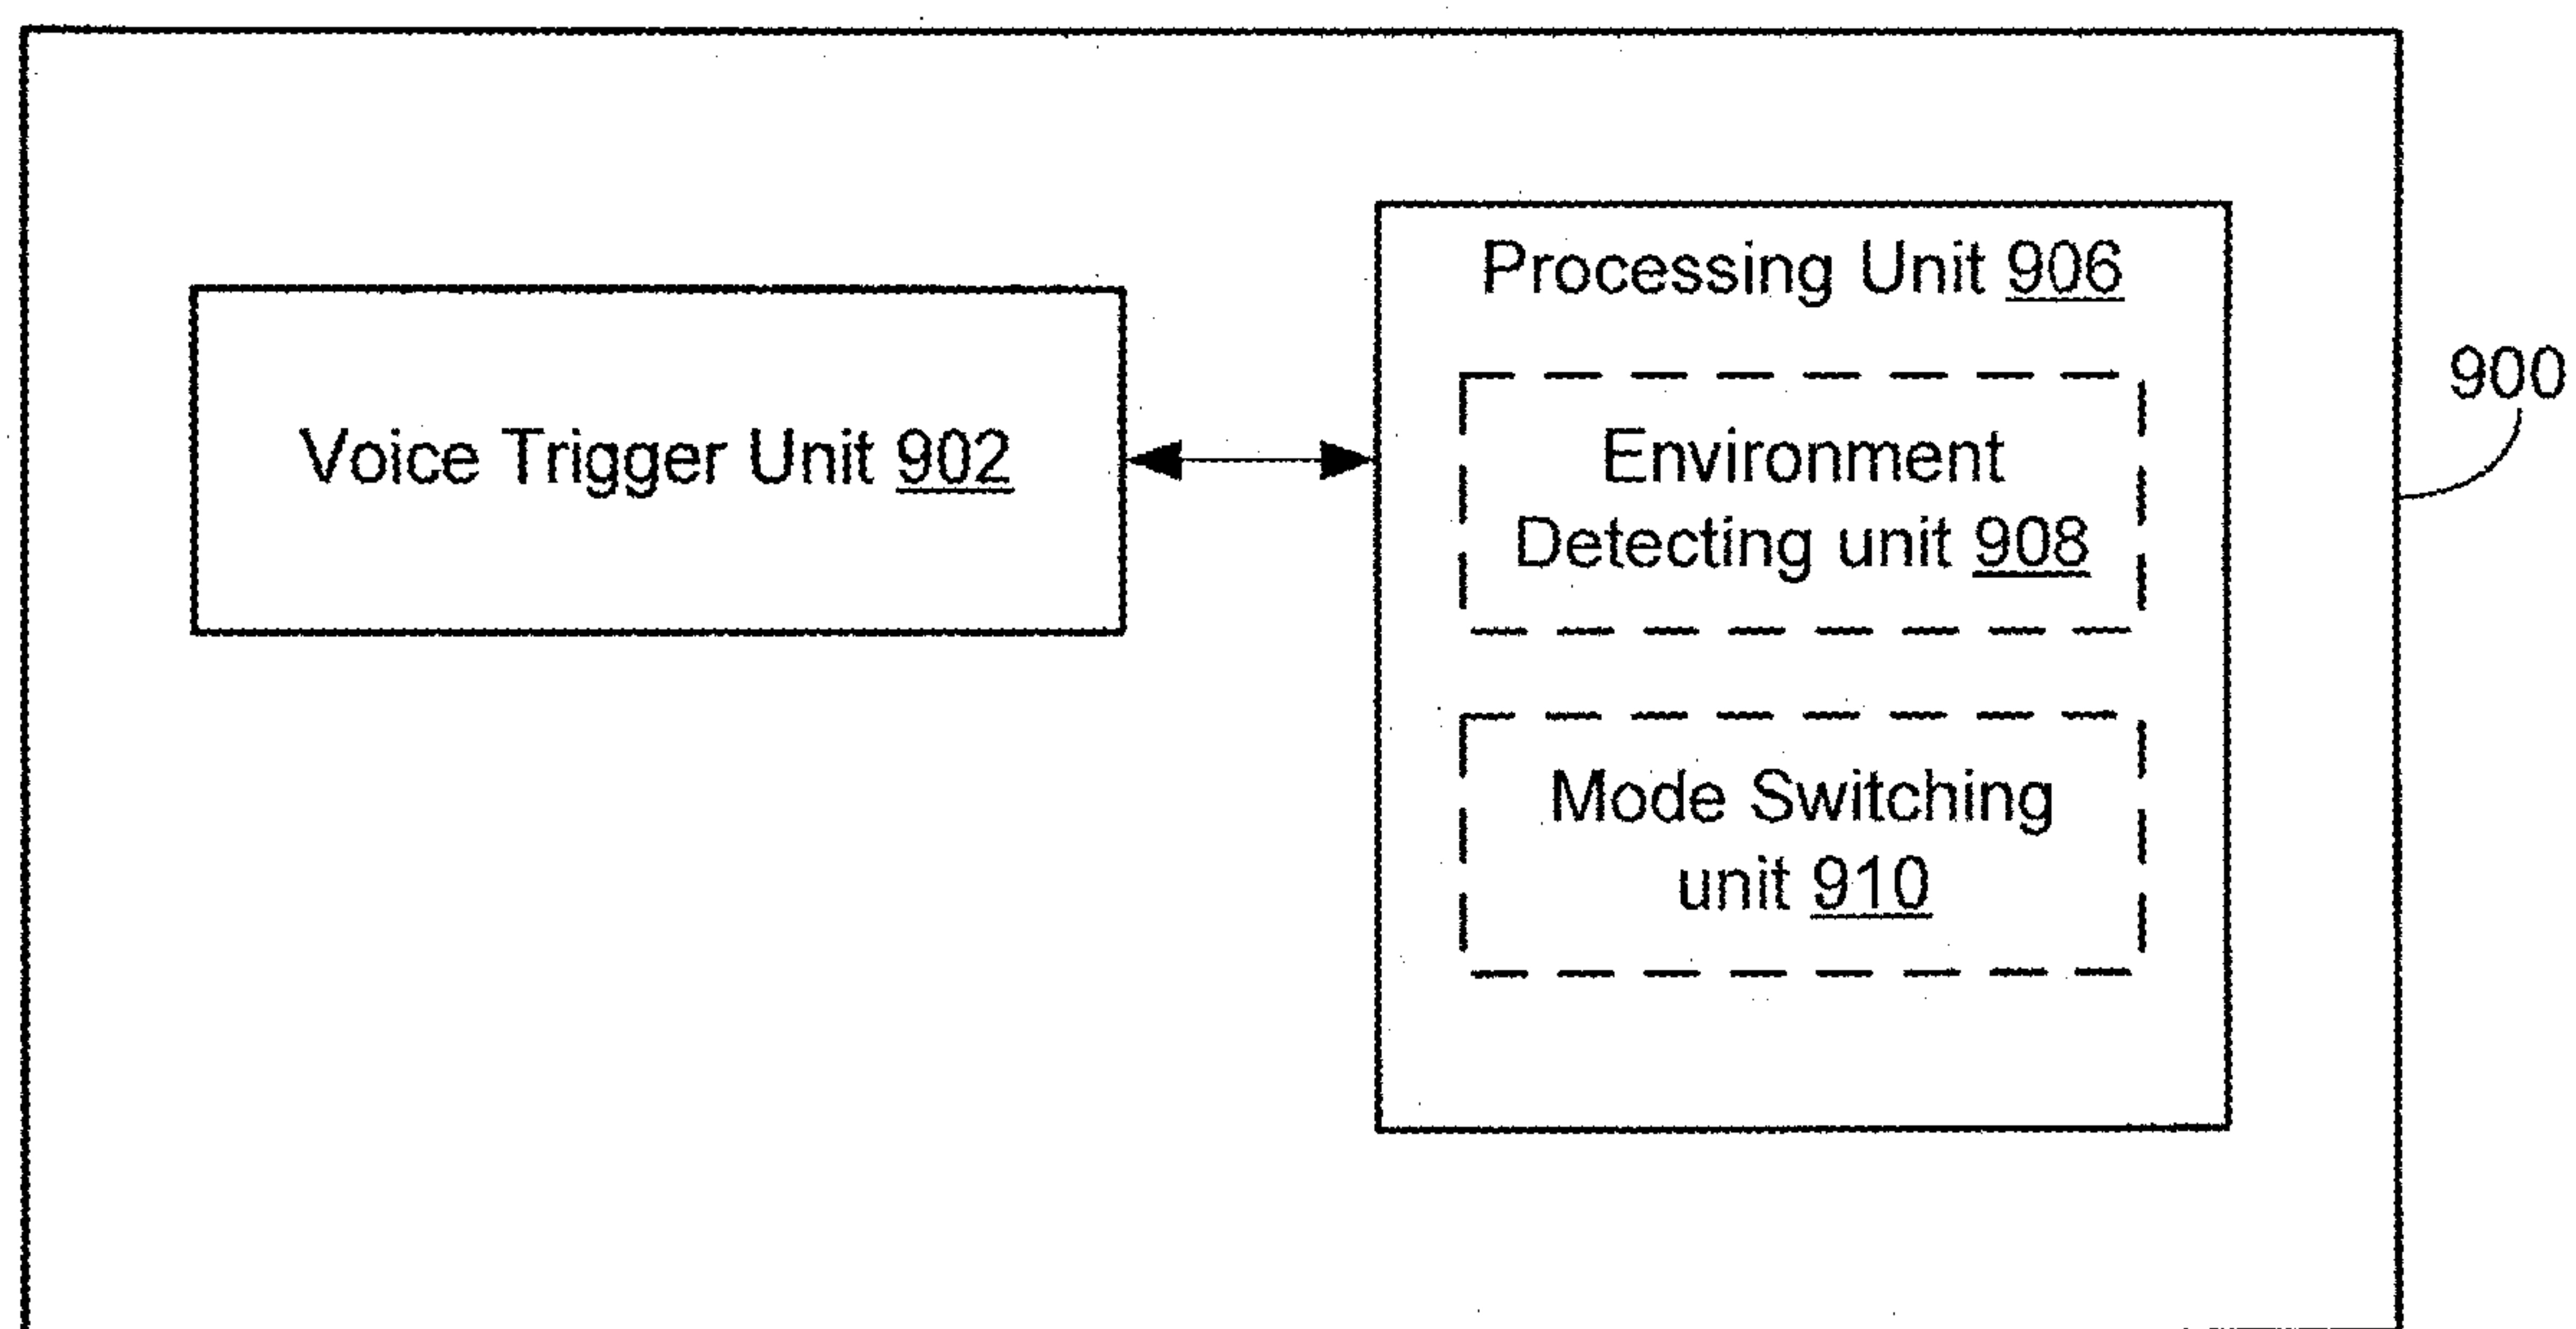 Processing Unit 906
Voice Trigger Unit 902
Environment
Detecting unit 908
Mode Switching
unit 910
900